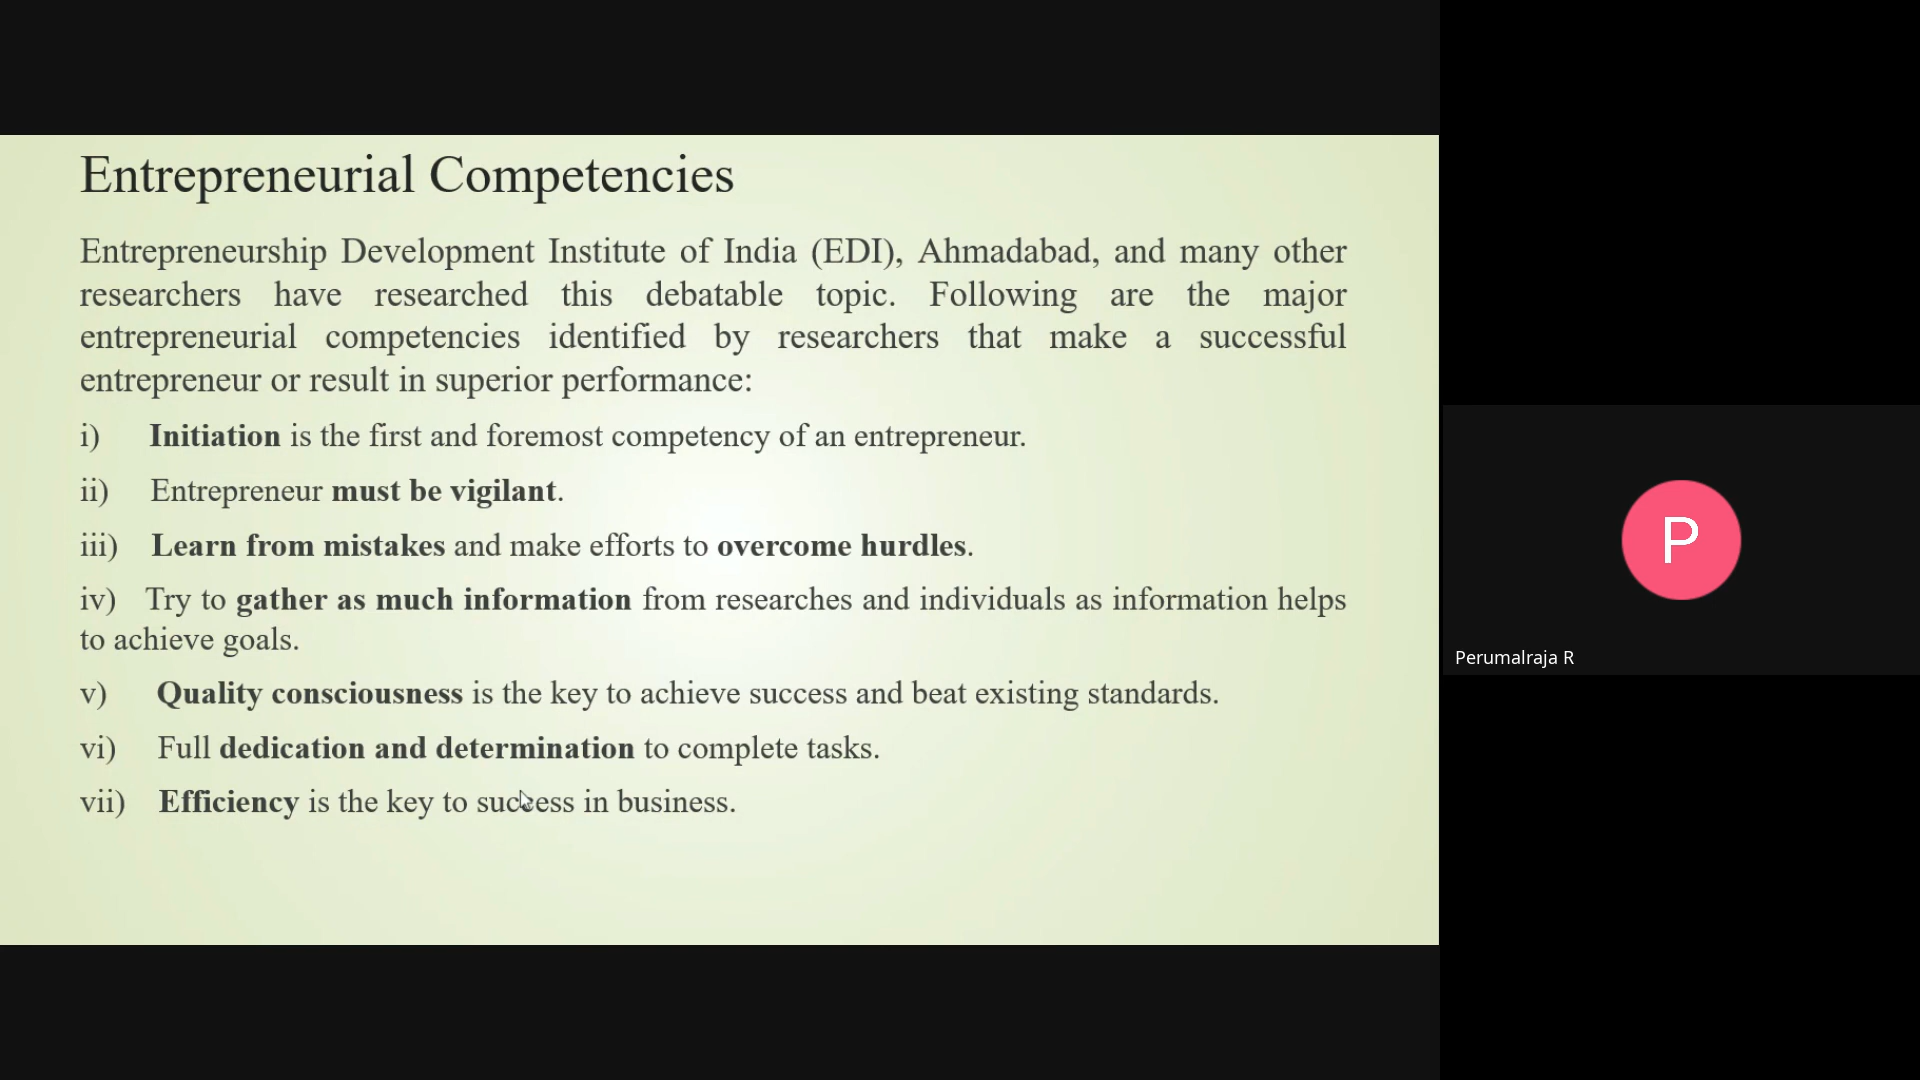 Entrepreneurial Competencies
Entrepreneurship Development Institute of India (EDI), Ahmadabad, and many other
researchers have researched this debatable topic. Following are the major
entrepreneurial competencies identified by researchers that make a successful
entrepreneur or result in superior performance:
i) Initiation is the first and foremost competency of an entrepreneur.
ii) Entrepreneur must be vigilant.
iii) Learn from mistakes and make efforts to overcome hurdles.
iv) Try to gather as much information from researches and individuals as information helps
to achieve goals.
v) Quality consciousness is the key to achieve success and beat existing standards.
vi) Full dedication and determination to complete tasks.
vii) Efficiency is the key to success in business.
P
Perumalraja R